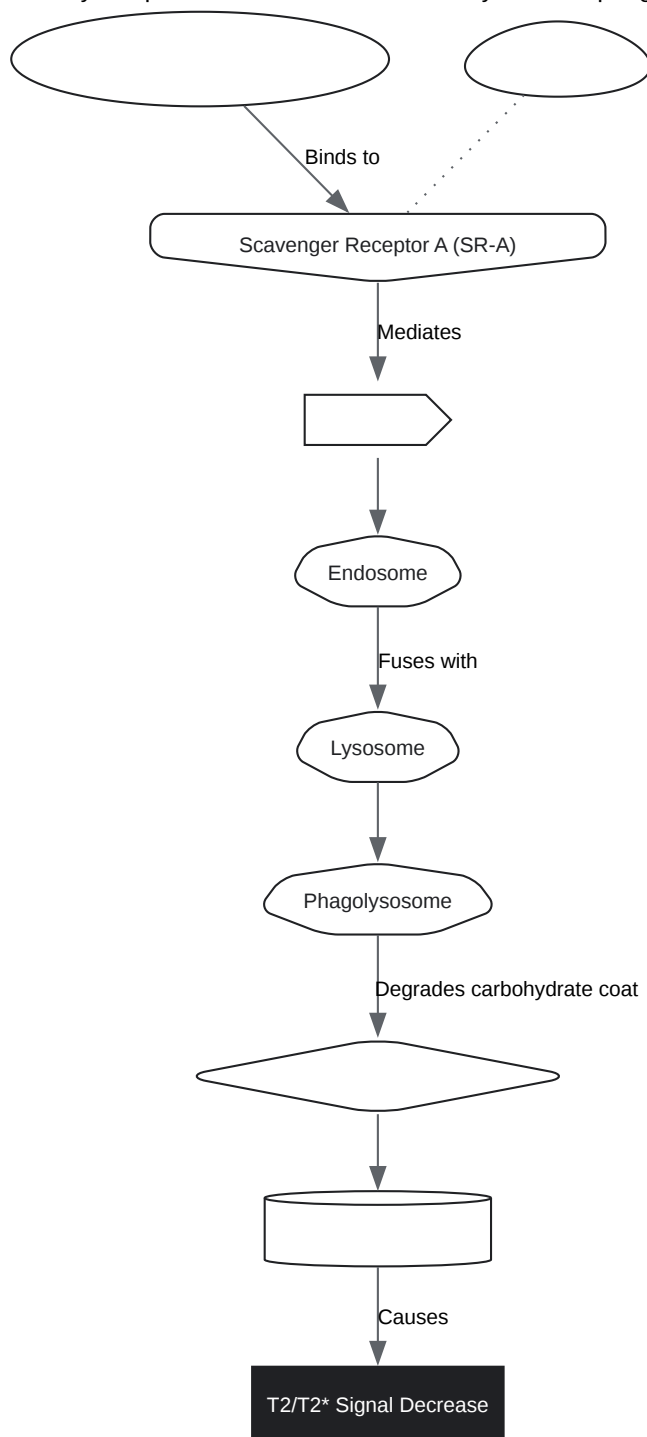 Binds to
Scavenger Receptor A (SR-A)
Mediates
Endosome
Fuses with
Lysosome
Phagolysosome
Degrades carbohydrate coat
Causes
T2/T2* Signal Decrease